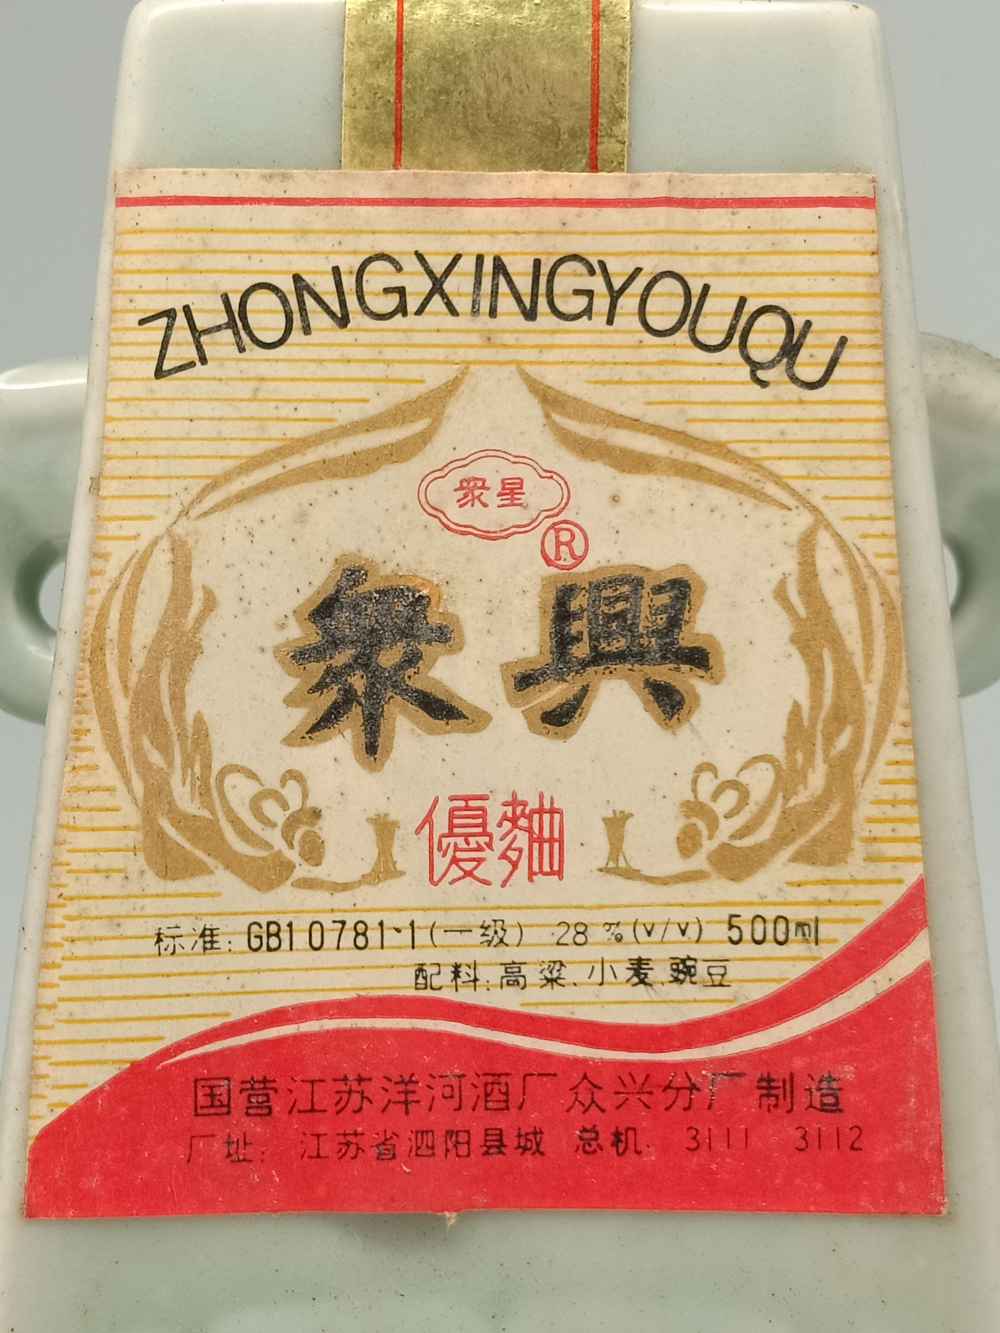 ZHONGXINGYOUQU
衆星
®
衆興
優麯
标准:GB10781·1(一级) 28%(v/v) 500ml
配料:高粱.小麦.豌豆
国营江苏洋河酒厂众兴分厂制造
厂址:江苏省泗阳县城 总机:3111 3112